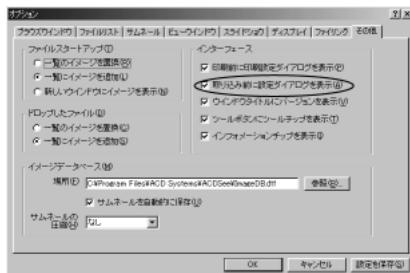 オプション
ブラウズウィンドウ ファイルリスト サムネール ビューウィンドウ スライドショウ ディスプレイ ファイリング その他
ファイルスタートアップ(T)
一覧のイメージを置換(R)
一覧にイメージを追加(L)
新しいウィンドウにイメージを表示(N)
ドロップしたファイル(D)
一覧のイメージを置換(C)
一覧にイメージを追加(G)
インターフェース
印刷前に印刷設定ダイアログを表示(P)
取り込み前に設定ダイアログを表示(A)
ウィンドウタイトルにバージョンを表示(V)
ツールボタンにツールチップを表示(T)
インフォメーションチップを表示(I)
イメージデータベース(M)
場所(E) C:¥Program Files¥ACD Systems¥ACDSee¥ImageDB.dtf 参照(B)...
サムネールを自動的に保存(U)
サムネールの圧縮(H) なし
OK キャンセル 設定を保存(S)